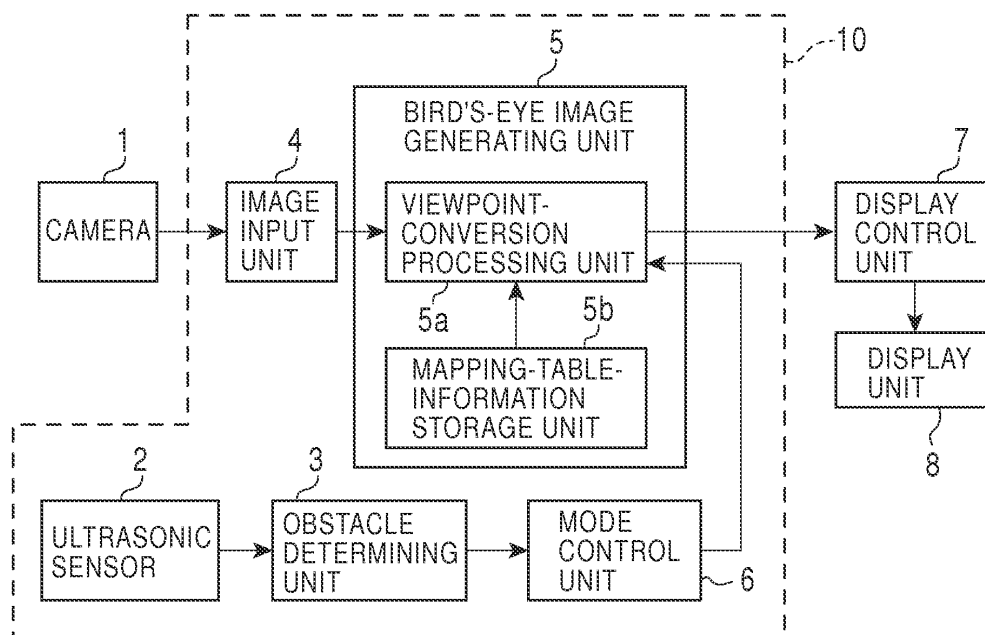 10
5
BIRD'S-EYE IMAGE
GENERATING UNIT
1
CAMERA
4
IMAGE
INPUT
UNIT
VIEWPOINT-
CONVERSION
PROCESSING UNIT
5a
5b
MAPPING-TABLE-
INFORMATION
STORAGE UNIT
7
DISPLAY
CONTROL
UNIT
DISPLAY
UNIT
8
2
ULTRASONIC
SENSOR
3
OBSTACLE
DETERMINING
UNIT
MODE
CONTROL
UNIT
6